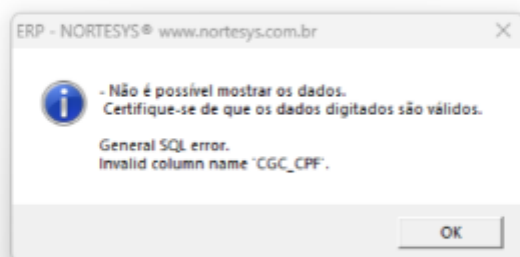 ERP - NORTESYS® www.nortesys.com.br
- Não é possível mostrar os dados.
Certifique-se de que os dados digitados são válidos.
General SQL error.
Invalid column name 'CGC_CPF'.
OK